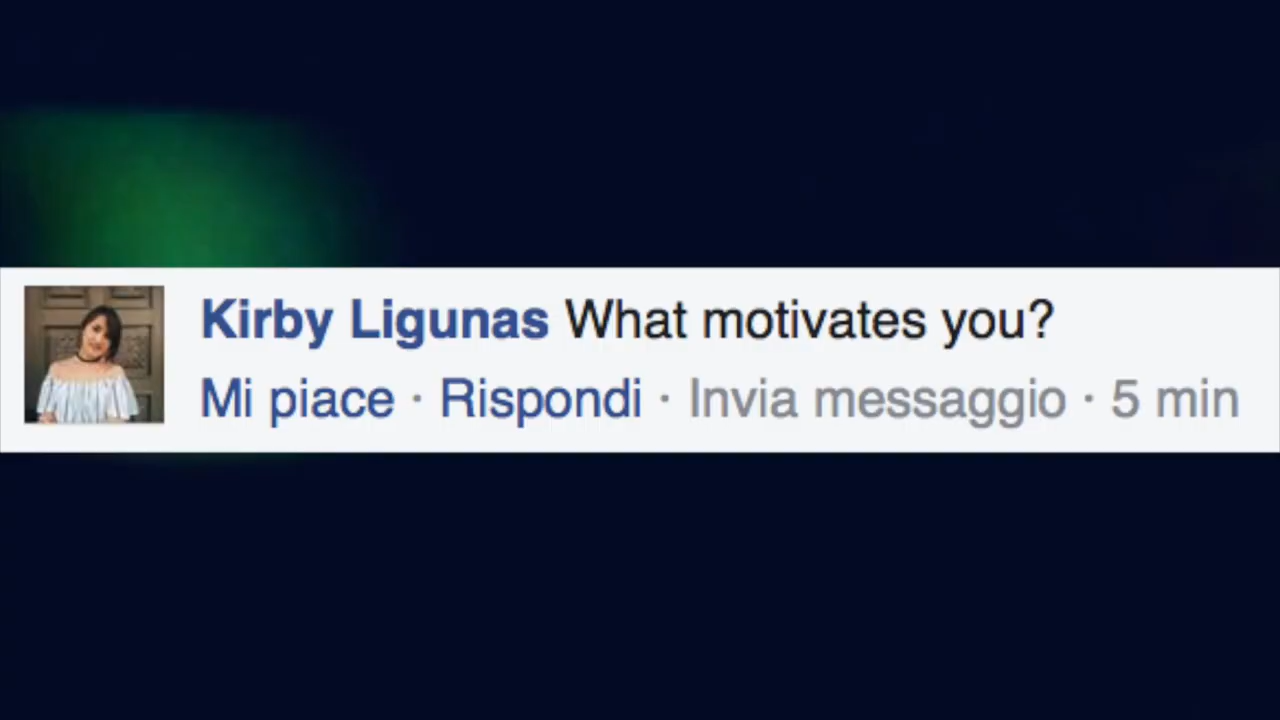 Kirby Ligunas What motivates you?
Mi piace · Rispondi · Invia messaggio · 5 min